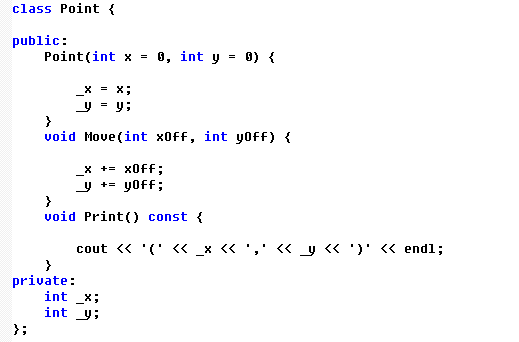 class Point {
public:
Point(int x = 0, int y = 0) {
_x = x;
_y = y;
}
void Move(int xOff, int yOff) {
_x += xOff;
_y += yOff;
}
void Print() const {
cout << '(' << _x << ',' << _y << ')' << endl;
}
private:
int _x;
int _y;
};